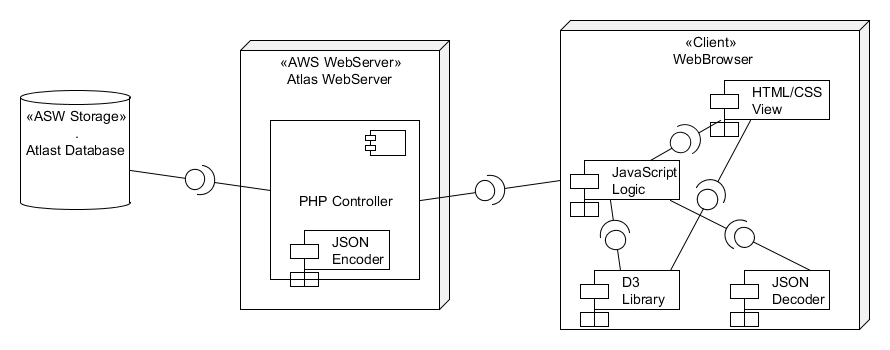 «ASW Storage»
.
Atlast Database
«AWS WebServer»
Atlas WebServer
PHP Controller
JSON
Encoder
«Client»
WebBrowser
HTML/CSS
View
JavaScript
Logic
D3
Library
JSON
Decoder